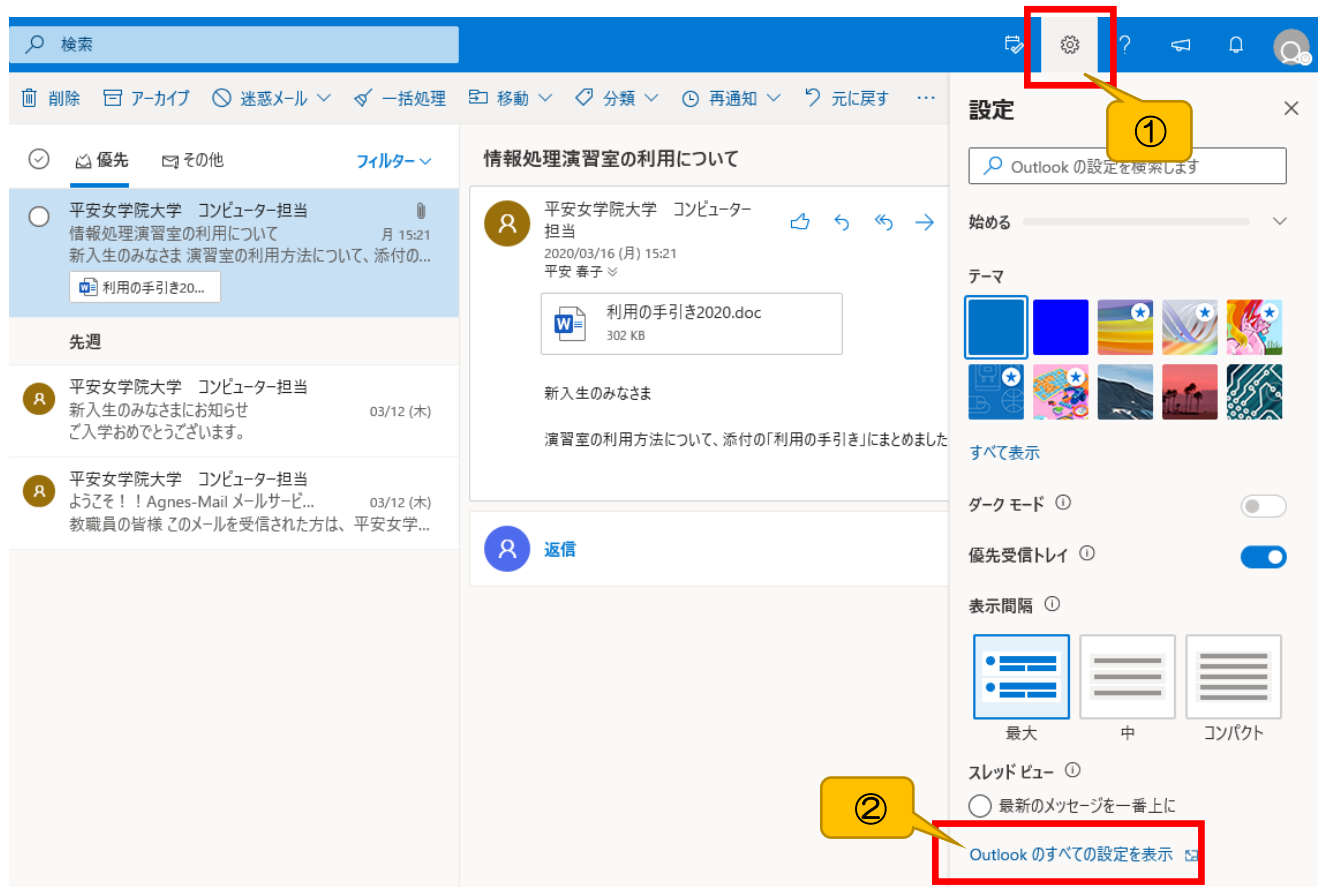 検索
削除 アーカイブ 迷惑メール 一括処理 移動 分類 再通知 元に戻す …
優先 その他 フィルター
平安女学院大学 コンピューター担当
情報処理演習室の利用について 月 15:21
新入生のみなさま 演習室の利用方法について、添付の...
利用の手引き20...
先週
平安女学院大学 コンピューター担当
新入生のみなさまにお知らせ 03/12 (木)
ご入学おめでとうございます。
平安女学院大学 コンピューター担当
ようこそ！！Agnes-Mail メールサービ... 03/12 (木)
教職員の皆様 このメールを受信された方は、平安女学...
情報処理演習室の利用について
平安女学院大学 コンピューター
担当
2020/03/16 (月) 15:21
平安 春子
利用の手引き2020.doc
302 KB
新入生のみなさま
演習室の利用方法について、添付の「利用の手引き」にまとめました
返信
設定
①
Outlook の設定を検索します
始める
テーマ
すべて表示
ダーク モード
優先受信トレイ
表示間隔
最大 中 コンパクト
スレッド ビュー
最新のメッセージを一番上に
②
Outlook のすべての設定を表示